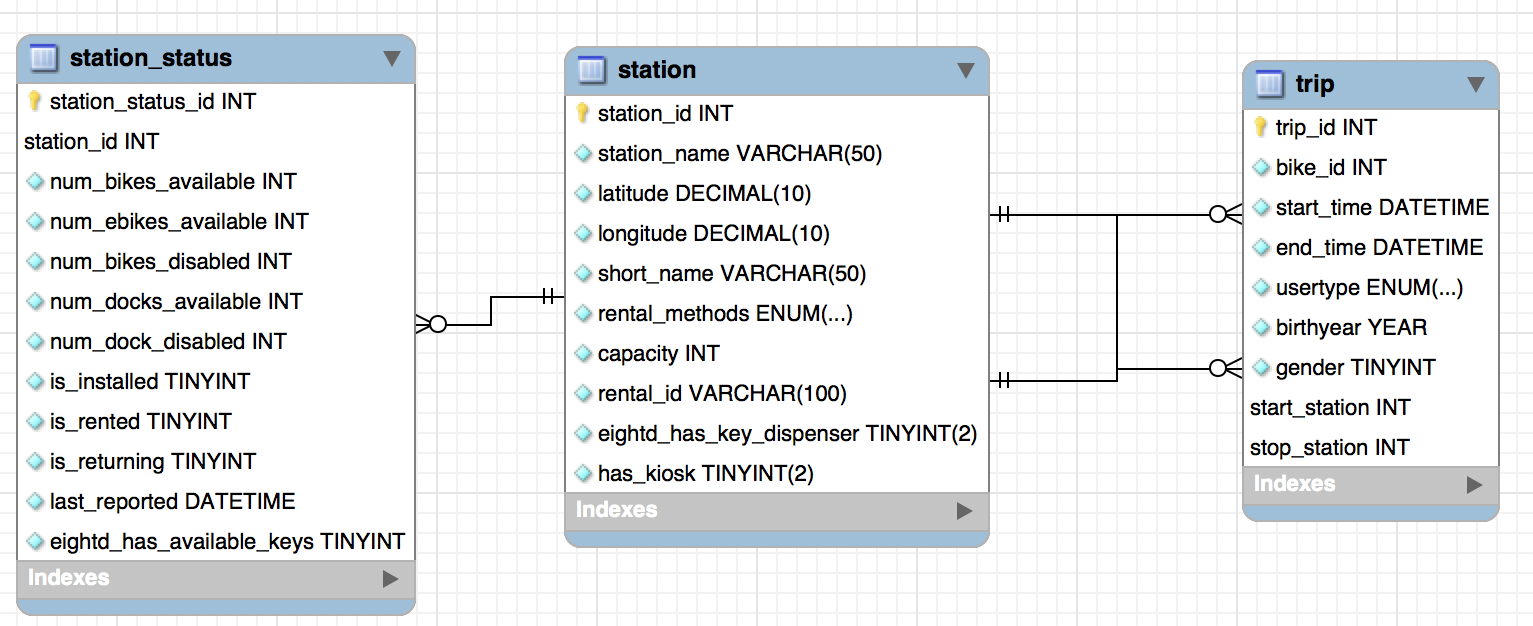 station_status
station_status_id INT
station_id INT
num_bikes_available INT
num_ebikes_available INT
num_bikes_disabled INT
num_docks_available INT
num_dock_disabled INT
is_installed TINYINT
is_rented TINYINT
is_returning TINYINT
last_reported DATETIME
eightd_has_available_keys TINYINT
Indexes
station
station_id INT
station_name VARCHAR(50)
latitude DECIMAL(10)
longitude DECIMAL(10)
short_name VARCHAR(50)
rental_methods ENUM(...)
capacity INT
rental_id VARCHAR(100)
eightd_has_key_dispenser TINYINT(2)
has_kiosk TINYINT(2)
Indexes
trip
trip_id INT
bike_id INT
start_time DATETIME
end_time DATETIME
usertype ENUM(...)
birthyear YEAR
gender TINYINT
start_station INT
stop_station INT
Indexes